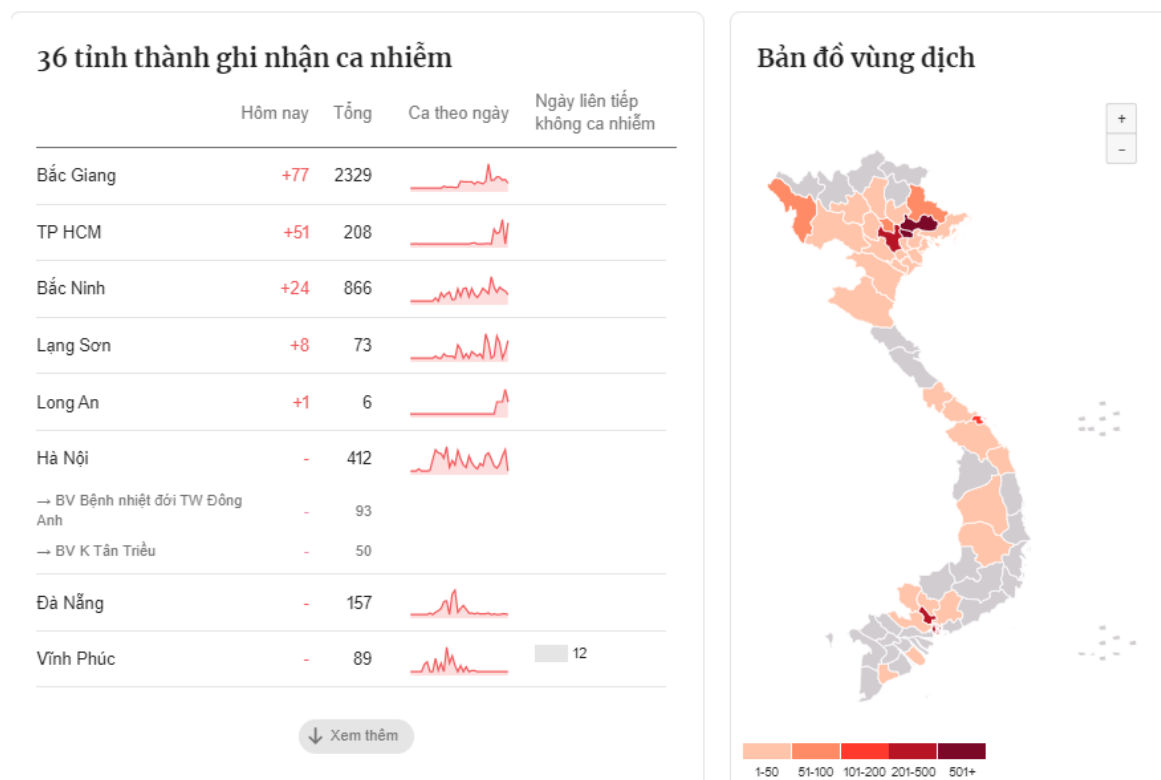 36 tỉnh thành ghi nhận ca nhiễm
Hôm nay Tổng Ca theo ngày Ngày liên tiếp
không ca nhiễm
Bắc Giang +77 2329
TP HCM +51 208
Bắc Ninh +24 866
Lạng Sơn +8 73
Long An +1 6
Hà Nội - 412
→ BV Bệnh nhiệt đới TW Đông
Anh - 93
→ BV K Tân Triều - 50
Đà Nẵng - 157
Vĩnh Phúc - 89 12
↓ Xem thêm
Bản đồ vùng dịch
+
−
1-50 51-100 101-200 201-500 501+